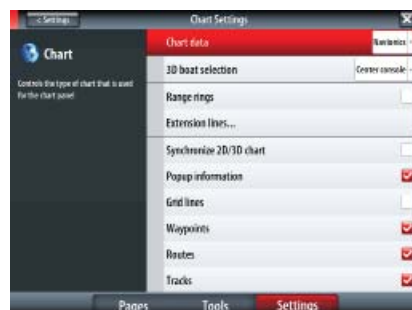 < Settings
Chart Settings
X
Chart
Controls the type of chart that is used
for the chart panel
Chart data
Navionics
3D boat selection
Center console
Range rings
Extension lines...
Synchronize 2D/3D chart
Popup information
Grid lines
Waypoints
Routes
Tracks
Pages
Tools
Settings